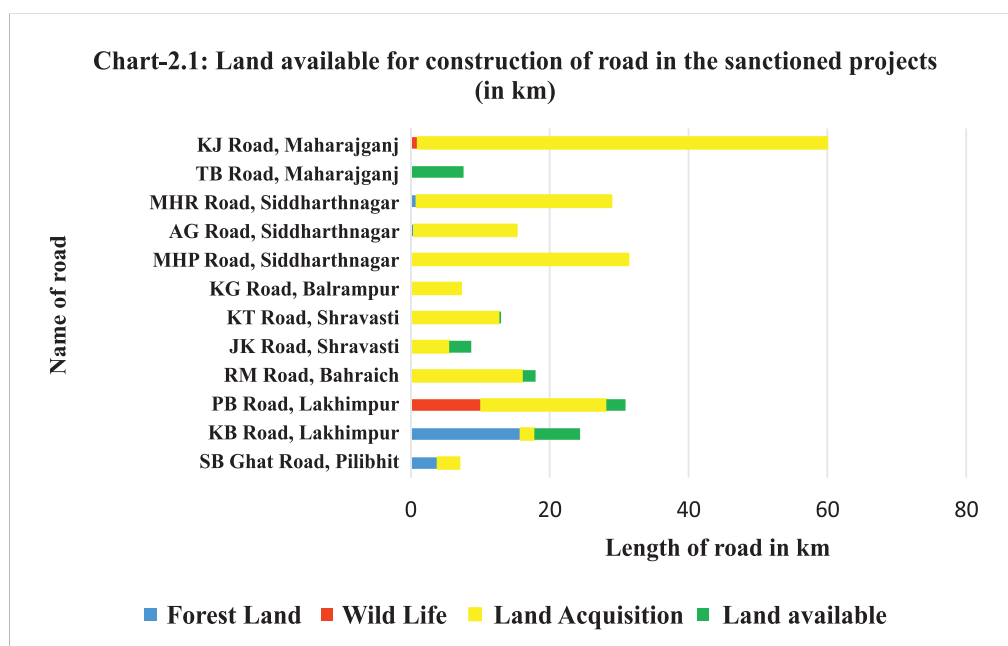 Chart-2.1: Land available for construction of road in the sanctioned projects
(in km)
Name of road
KJ Road, Maharajganj
TB Road, Maharajganj
MHR Road, Siddharthnagar
AG Road, Siddharthnagar
MHP Road, Siddharthnagar
KG Road, Balrampur
KT Road, Shravasti
JK Road, Shravasti
RM Road, Bahraich
PB Road, Lakhimpur
KB Road, Lakhimpur
SB Ghat Road, Pilibhit
0 20 40 60 80
Length of road in km
Forest Land Wild Life Land Acquisition Land available